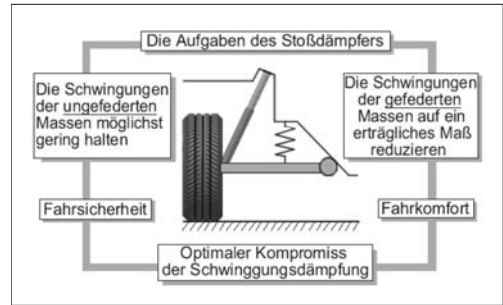 Die Aufgaben des Stoßdämpfers
Die Schwingungen
der ungefederten
Massen möglichst
gering halten
Die Schwingungen
der gefederten
Massen auf ein
erträgliches Maß
reduzieren
Fahrsicherheit
Fahrkomfort
Optimaler Kompromiss
der Schwinggungsdämpfung